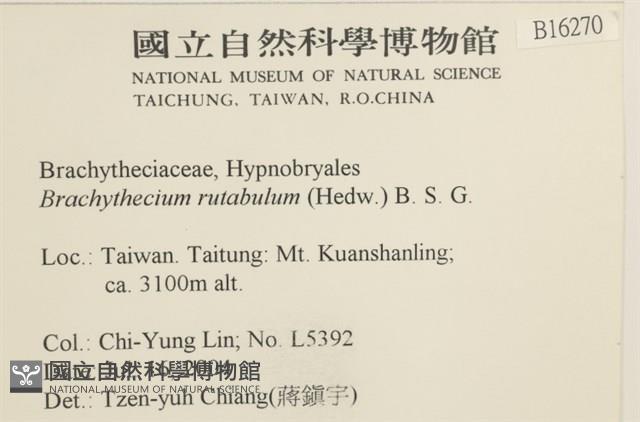 國立自然科學博物館
B16270
NATIONAL MUSEUM OF NATURAL SCIENCE
TAICHUNG, TAIWAN, R.O.CHINA
Brachytheciaceae, Hypnobryales
Brachythecium rutabulum (Hedw.) B. S. G.
Loc.: Taiwan. Taitung: Mt. Kuanshanling;
ca. 3100m alt.
Col.: Chi-Yung Lin; No. L5392
國立自然科學博物館
NATIONAL MUSEUM OF NATURAL SCIENCE
Det.: Tzen-yuh Chiang(蔣鎮宇)